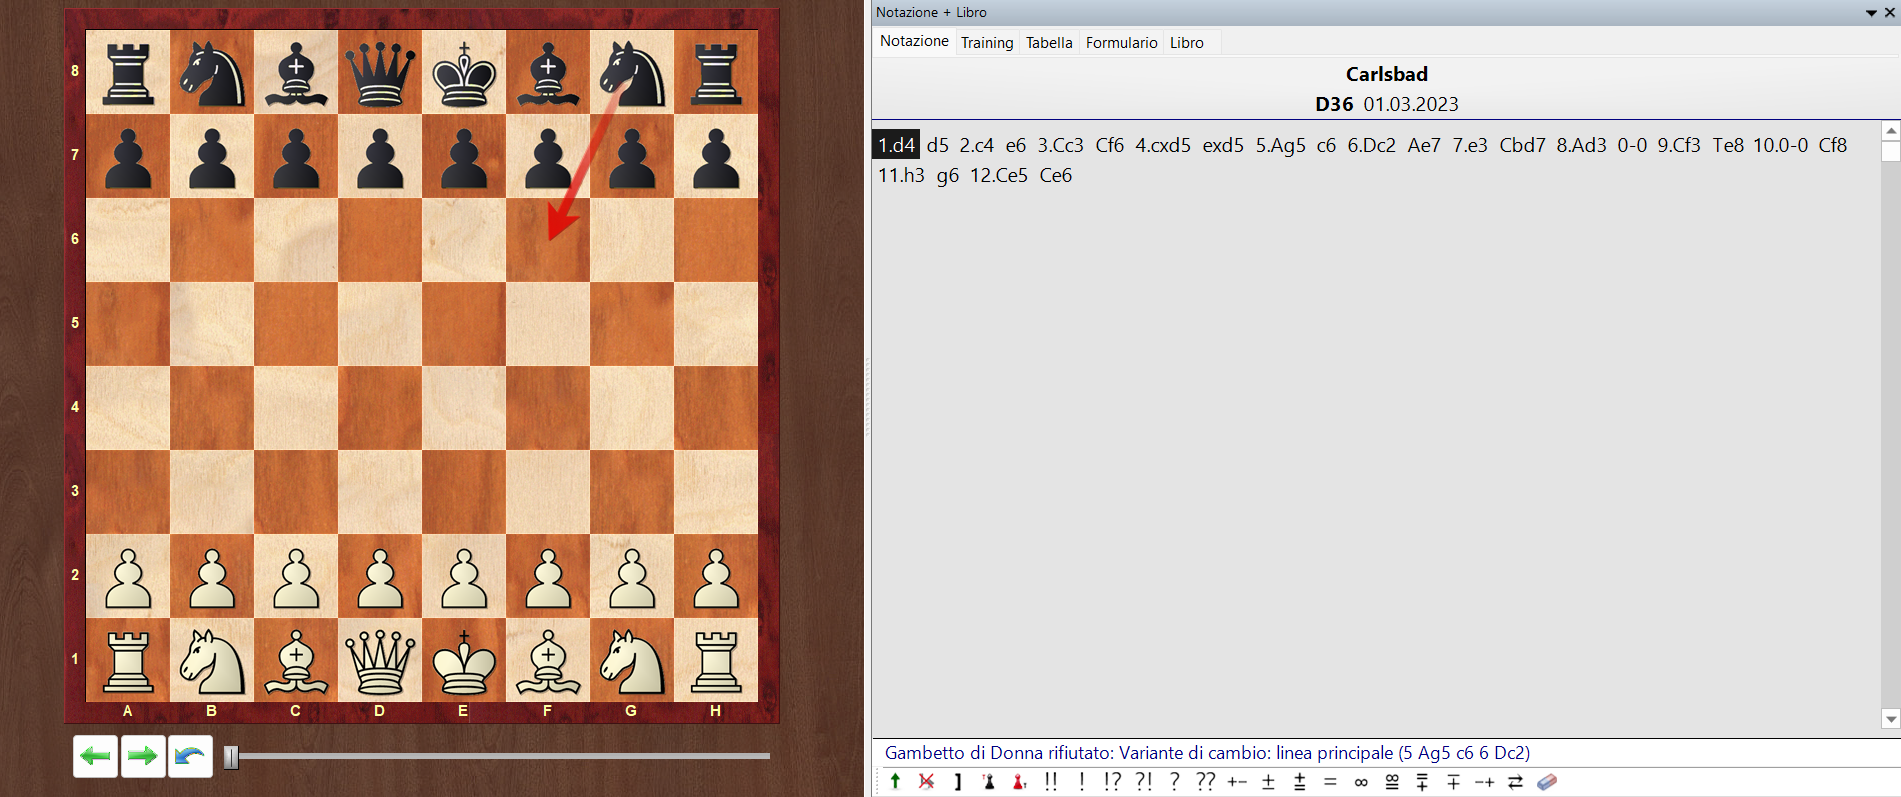 Notazione + Libro
Notazione Training Tabella Formulario Libro
Carlsbad
D36 01.03.2023
1.d4 d5 2.c4 e6 3.Cc3 Cf6 4.cxd5 exd5 5.Ag5 c6 6.Dc2 Ae7 7.e3 Cbd7 8.Ad3 0-0 9.Cf3 Te8 10.0-0 Cf8
11.h3 g6 12.Ce5 Ce6
8
7
6
5
4
3
2
1
A B C D E F G H
Gambetto di Donna rifiutato: Variante di cambio: linea principale (5 Ag5 c6 6 Dc2)
] !! ! !? ?! ? ?? +− ± ⩲ = ∞ ≌ ⩱ ∓ −+ ⇄